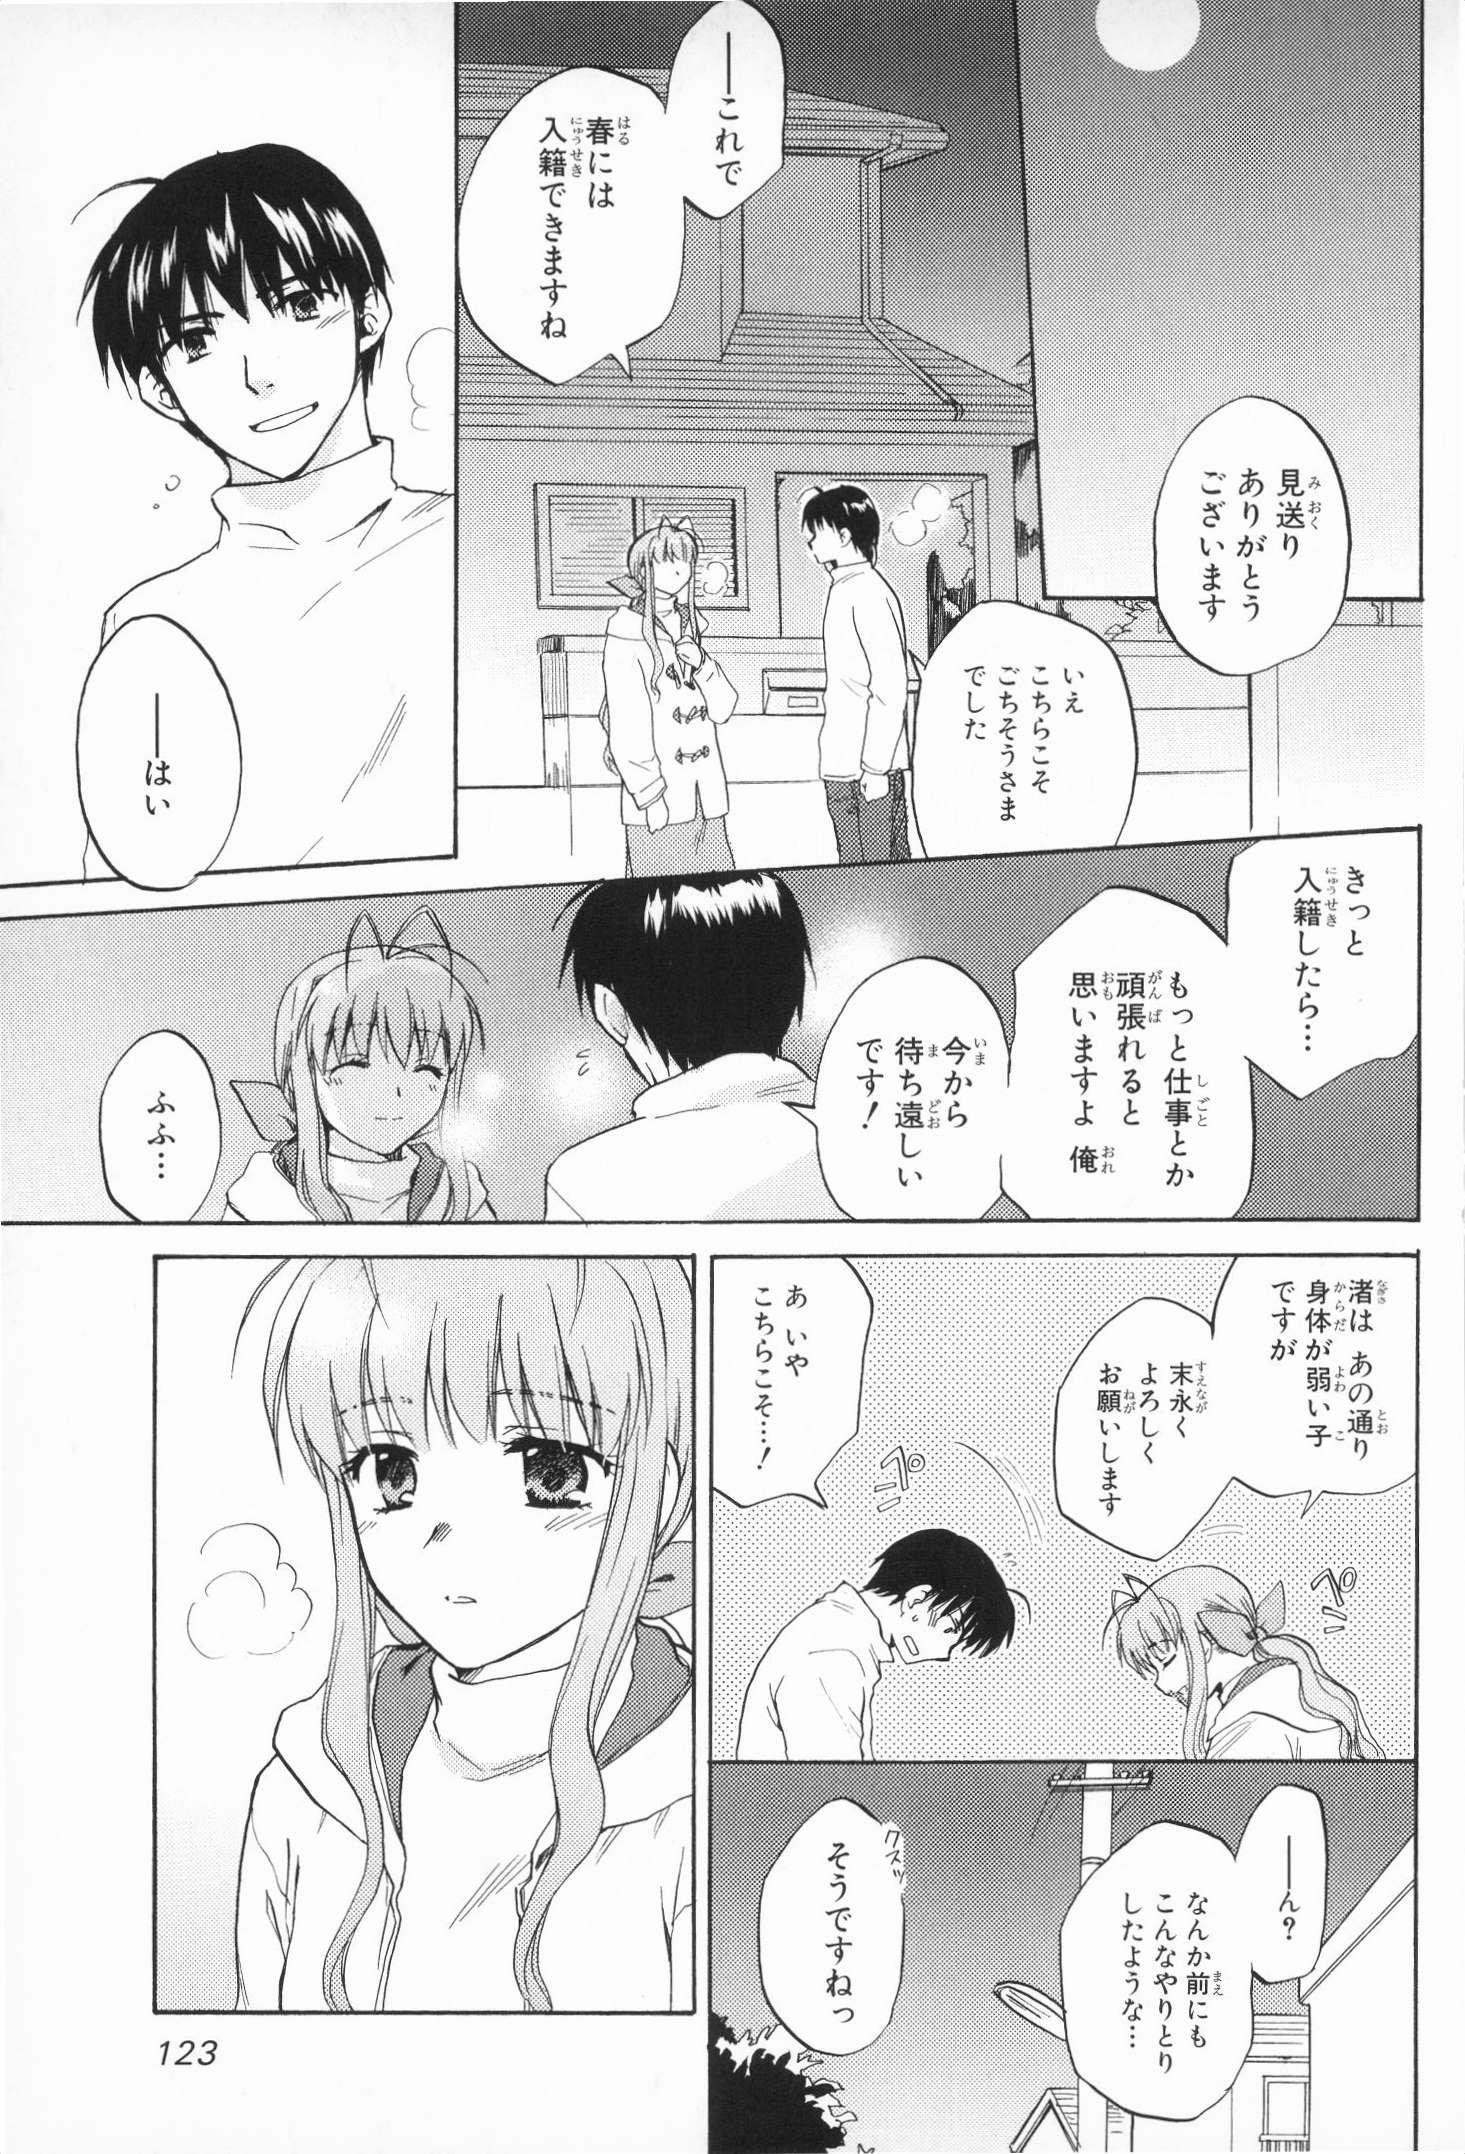 見送り
ありがとう
ございます
いえ
こちらこそ
ごちそうさま
でした
――これで
春には
入籍できますね
――はい
きっと
入籍したら…
もっと仕事とか
頑張れると
思いますよ 俺
今から
待ち遠しい
です!
ふふ…
渚は あの通り
身体が弱い子
ですが
末永く
よろしく
お願いします
ペコ
ペコ
あ いや
こちらこそ…!
――ん?
なんか前にも
こんなやりとり
したような…
クスッ
そうですねっ
123